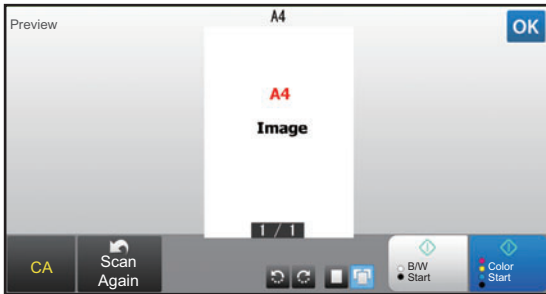 Preview
A4
OK
A4
Image
1 / 1
CA
Scan
Again
B/W
Start
Color
Start